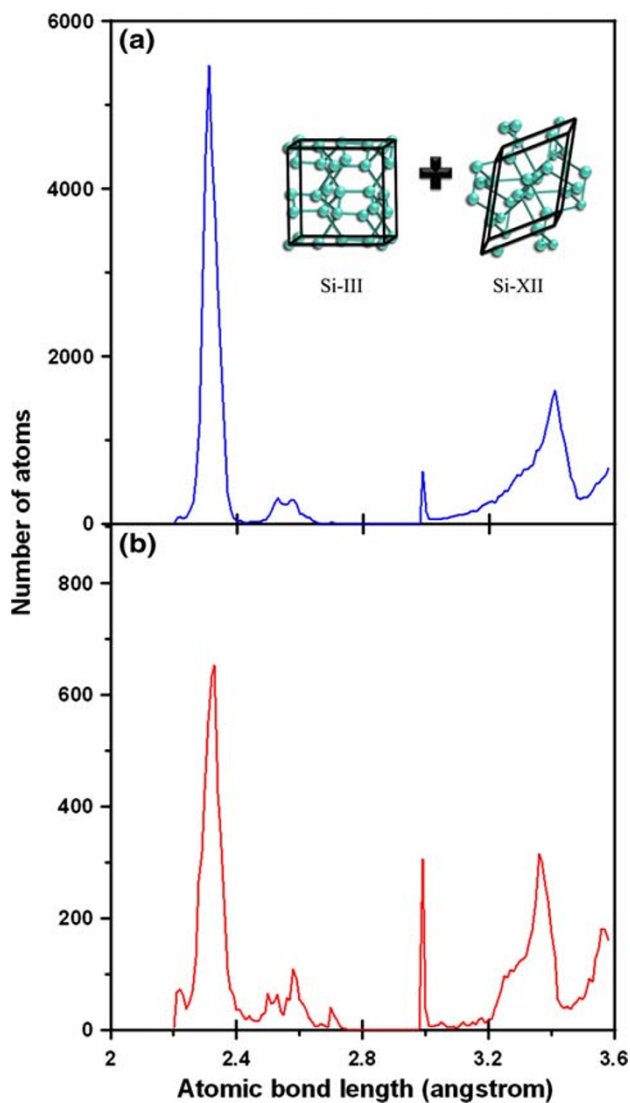 6000
(a)
4000
Si-III
Si-XII
2000
0
Number of atoms
(b)
800
600
400
200
0
2
2.4
2.8
3.2
3.6
Atomic bond length (angstrom)